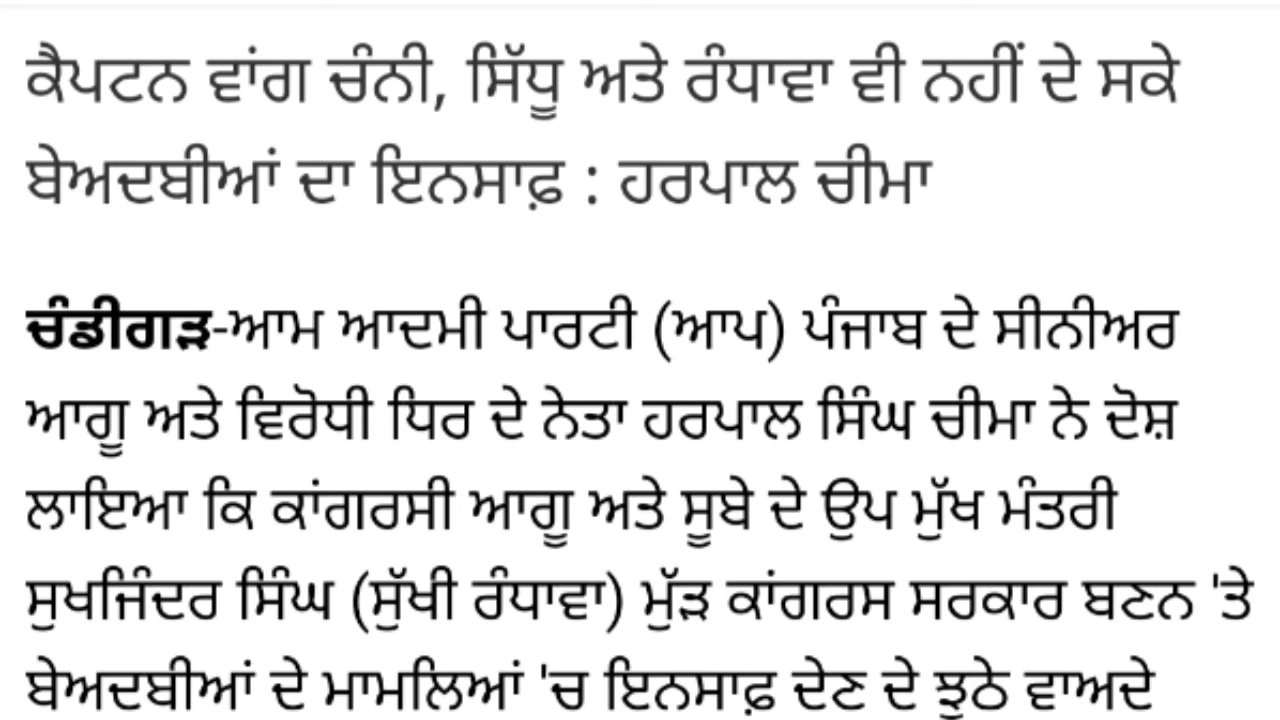 ਕੈਪਟਨ ਵਾਂਗ ਚੰਨੀ, ਸਿੱਧੂ ਅਤੇ ਰੰਧਾਵਾ ਵੀ ਨਹੀਂ ਦੇ ਸਕੇ
ਬੇਅਦਬੀਆਂ ਦਾ ਇਨਸਾਫ਼ : ਹਰਪਾਲ ਚੀਮਾ
ਚੰਡੀਗੜ-ਆਮ ਆਦਮੀ ਪਾਰਟੀ (ਆਪ) ਪੰਜਾਬ ਦੇ ਸੀਨੀਅਰ
ਆਗੂ ਅਤੇ ਵਿਰੋਧੀ ਧਿਰ ਦੇ ਨੇਤਾ ਹਰਪਾਲ ਸਿੰਘ ਚੀਮਾ ਨੇ ਦੋਸ਼
ਲਾਇਆ ਕਿ ਕਾਂਗਰਸੀ ਆਗੂ ਅਤੇ ਸੂਬੇ ਦੇ ਉਪ ਮੁੱਖ ਮੰਤਰੀ
ਸੁਖਜਿੰਦਰ ਸਿੰਘ (ਸੁੱਖੀ ਰੰਧਾਵਾ) ਮੁੱੜ ਕਾਂਗਰਸ ਸਰਕਾਰ ਬਣਨ 'ਤੇ
ਬੇਅਦਬੀਆਂ ਦੇ ਮਾਮਲਿਆਂ 'ਚ ਇਨਸਾਫ਼ ਦੇਣ ਦੇ ਝੂਠੇ ਵਾਅਦੇ